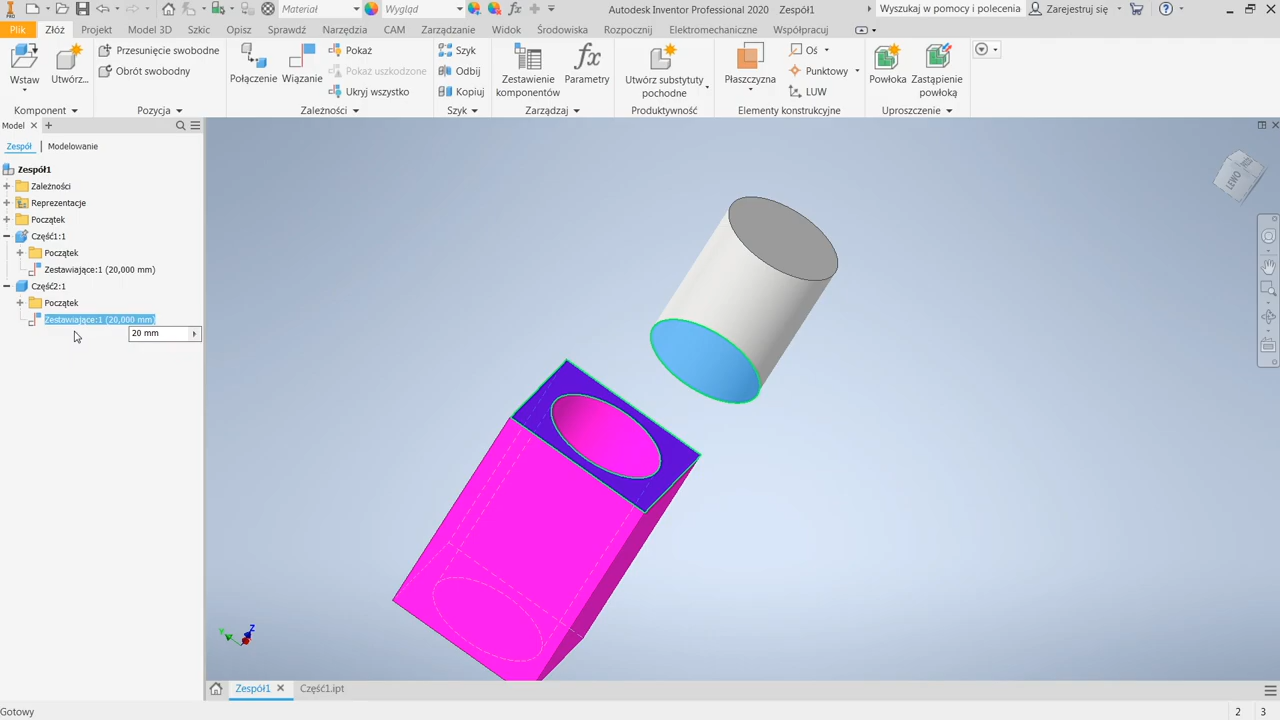 Materiał
Wygląd
Autodesk Inventor Professional 2020
Zespół1
Wyszukaj w pomocy i polecenia
Zarejestruj się
PRO
Plik
Złóż
Projekt
Model 3D
Szkic
Opisz
Sprawdź
Narzędzia
CAM
Zarządzanie
Widok
Środowiska
Rozpocznij
Elektromechaniczne
Współpracuj
Wstaw
Utwórz...
Przesunięcie swobodne
Obrót swobodny
Połączenie
Wiązanie
Pokaż
Pokaż uszkodzone
Ukryj wszystko
Szyk
Odbij
Kopiuj
Zestawienie komponentów
fx
Parametry
Utwórz substytuty pochodne
Płaszczyzna
Oś
Punktowy
LUW
Powłoka
Zastąpienie powłoką
Komponent
Pozycja
Zależności
Szyk
Zarządzaj
Produktywność
Elementy konstrukcyjne
Uproszczenie
Model
Zespół
Modelowanie
Zespół1
Zależności
Reprezentacje
Początek
Część1:1
Początek
Zestawiające:1 (20,000 mm)
Część2:1
Początek
Zestawiające:1 (20,000 mm)
20 mm
Y
Z
Zespół1
Część1.ipt
Gotowy
2
3